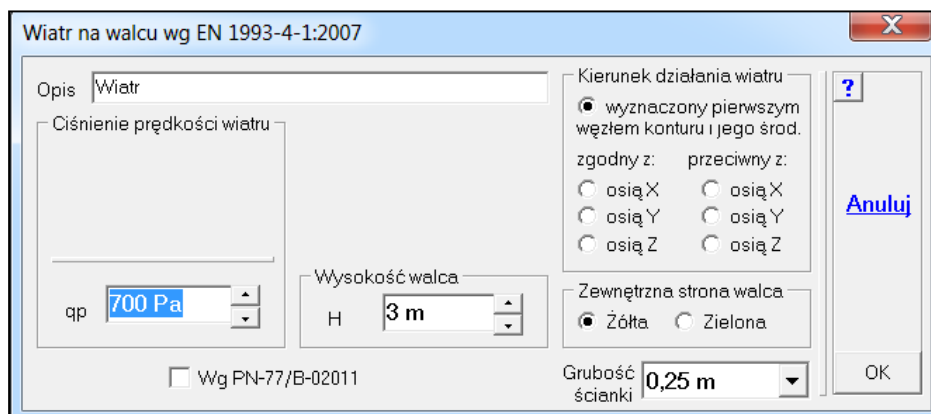 Wiatr na walcu wg EN 1993-4-1:2007
X
Opis Wiatr
Ciśnienie prędkości wiatru
qp 700 Pa
Wysokość walca
H 3 m
Wg PN-77/B-02011
Kierunek działania wiatru
wyznaczony pierwszym
węzłem konturu i jego środ.
zgodny z: przeciwny z:
osią X osią X
osią Y osią Y
osią Z osią Z
Zewnętrzna strona walca
Żółta Zielona
Grubość
ścianki 0,25 m
?
Anuluj
OK